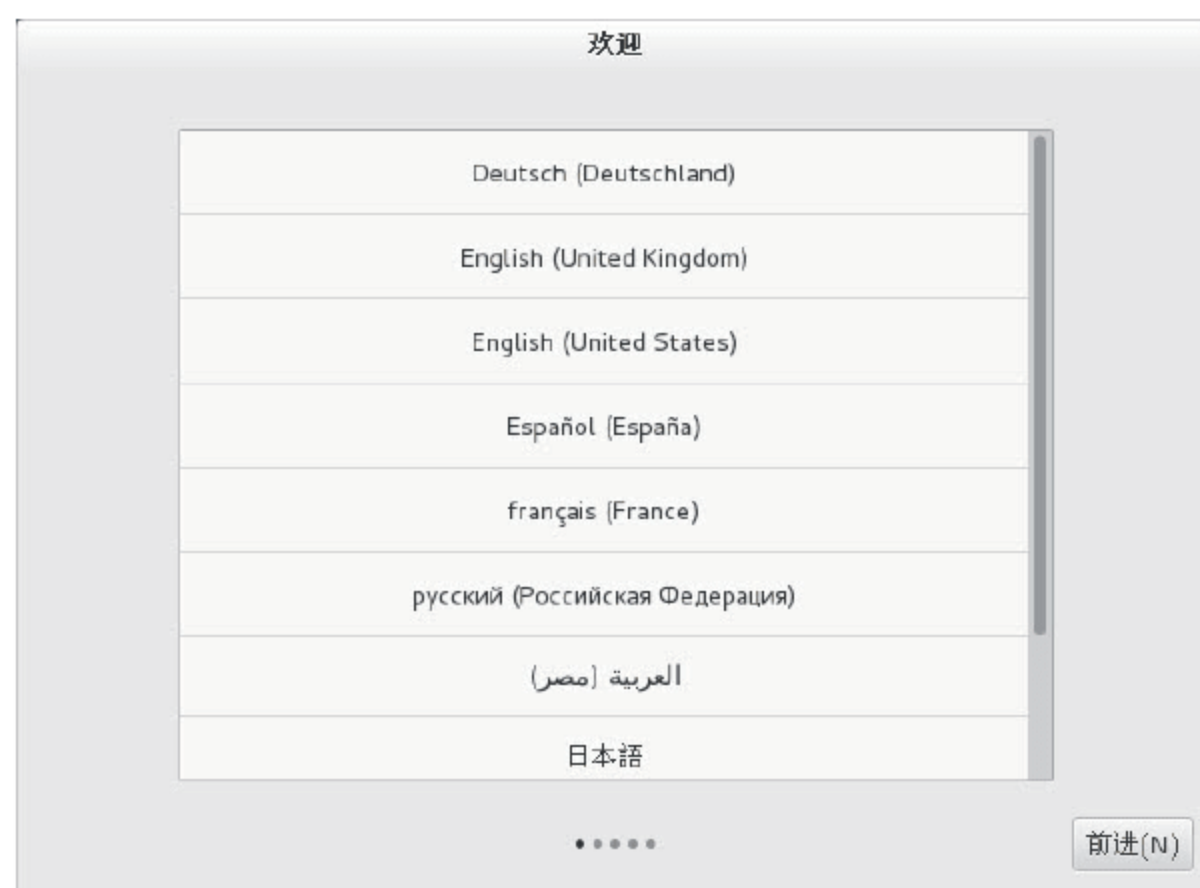 欢迎
Deutsch (Deutschland)
English (United Kingdom)
English (United States)
Español (España)
français (France)
русский (Российская Федерация)
العربية (مصر)
日本語
前进(N)